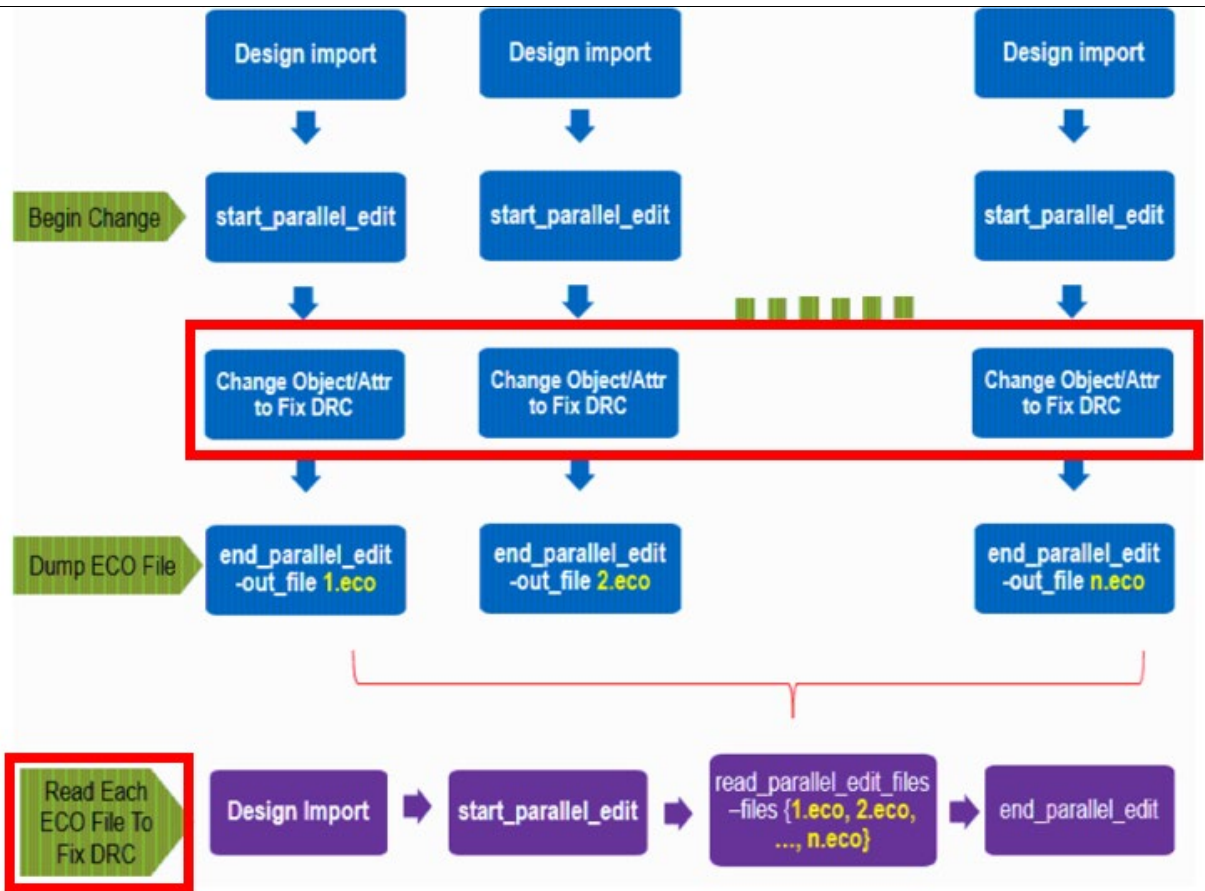 Design import
Design import
Design import
Begin Change
start_parallel_edit
start_parallel_edit
start_parallel_edit
Change Object/Attr
to Fix DRC
Change Object/Attr
to Fix DRC
Change Object/Attr
to Fix DRC
Dump ECO File
end_parallel_edit
-out_file 1.eco
end_parallel_edit
-out_file 2.eco
end_parallel_edit
-out_file n.eco
Read Each
ECO File To
Fix DRC
Design Import
start_parallel_edit
read_parallel_edit_files
–files {1.eco, 2.eco,
..., n.eco}
end_parallel_edit